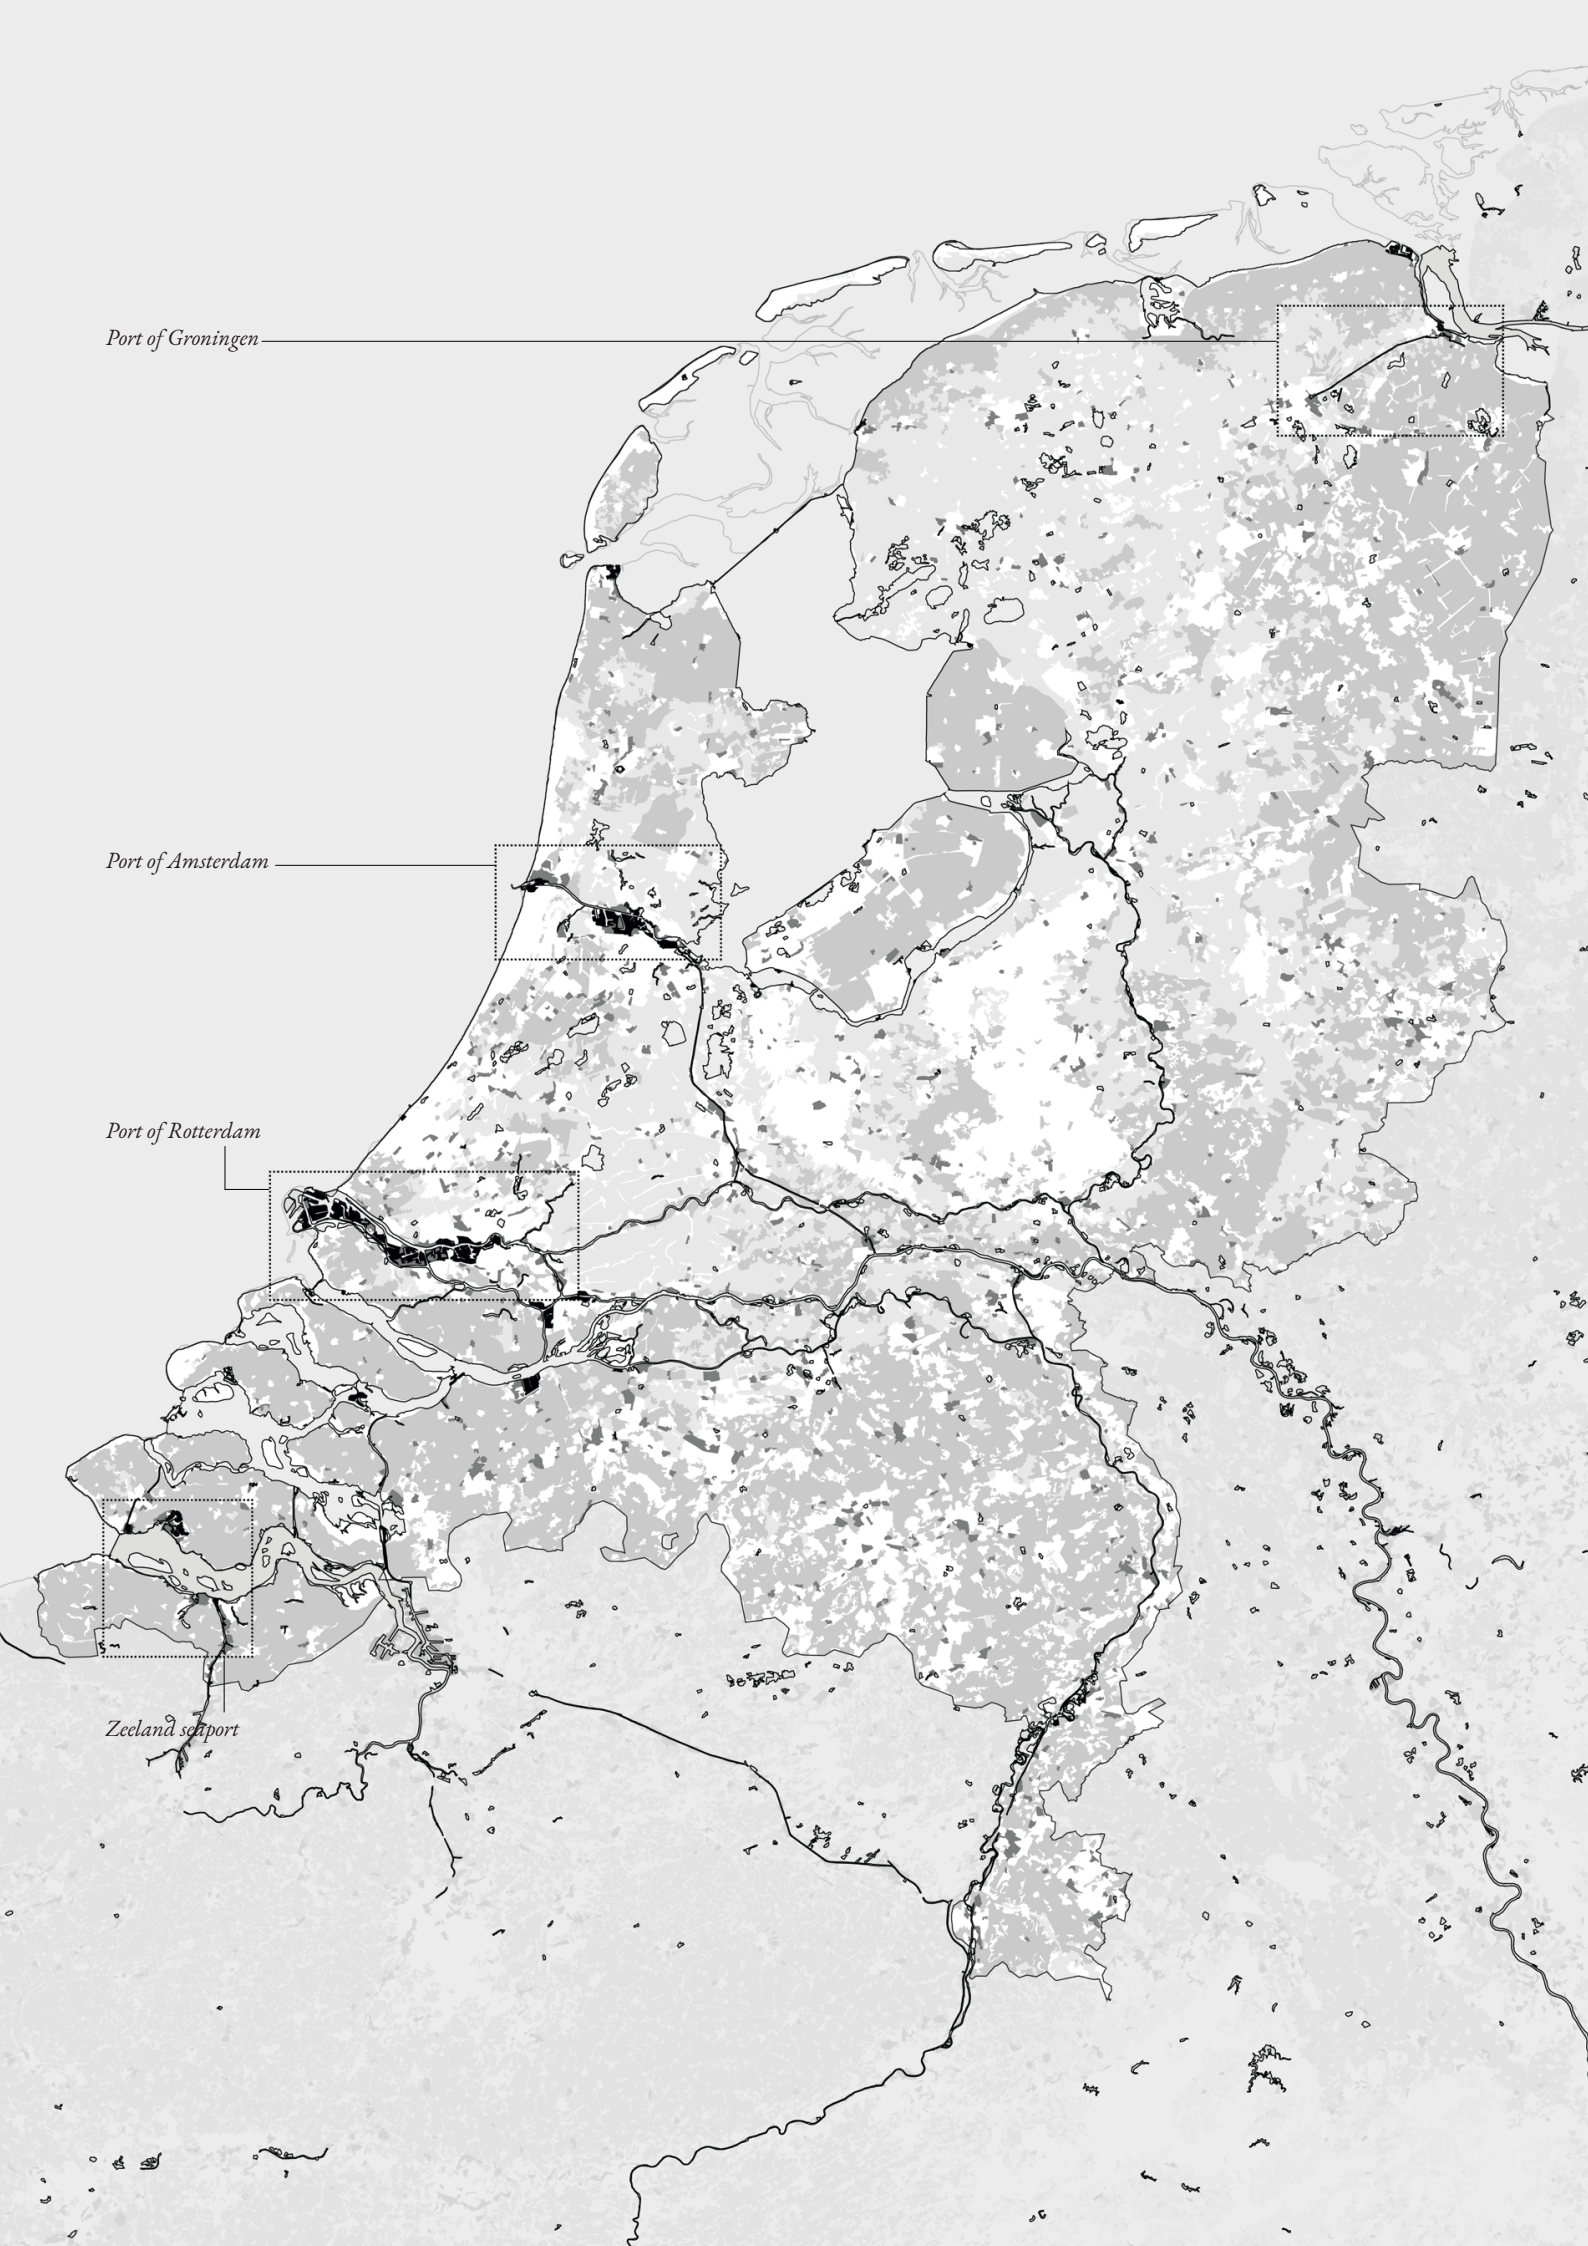 Port of Groningen
Port of Amsterdam
Port of Rotterdam
Zeeland seaport